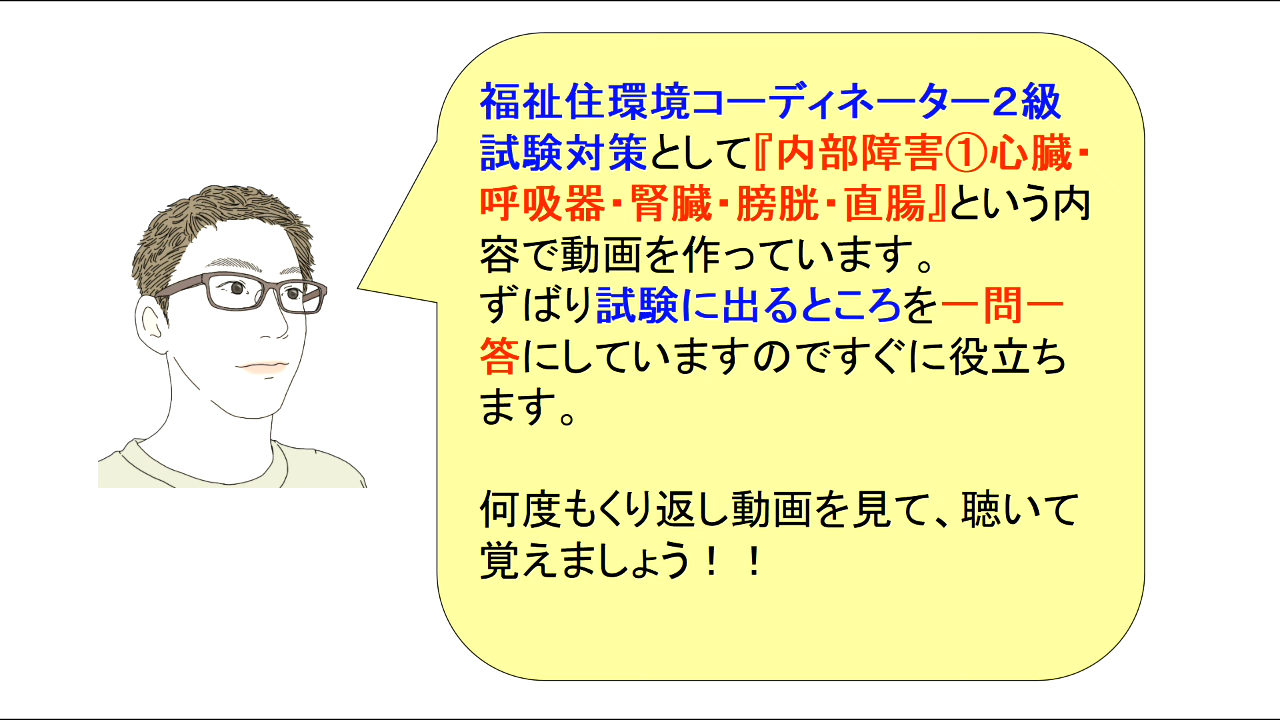 福祉住環境コーディネーター２級
試験対策として『内部障害①心臓・
呼吸器・腎臓・膀胱・直腸』という内
容で動画を作っています。
ずばり試験に出るところを一問一
答にしていますのですぐに役立ち
ます。
何度もくり返し動画を見て、聴いて
覚えましょう！！